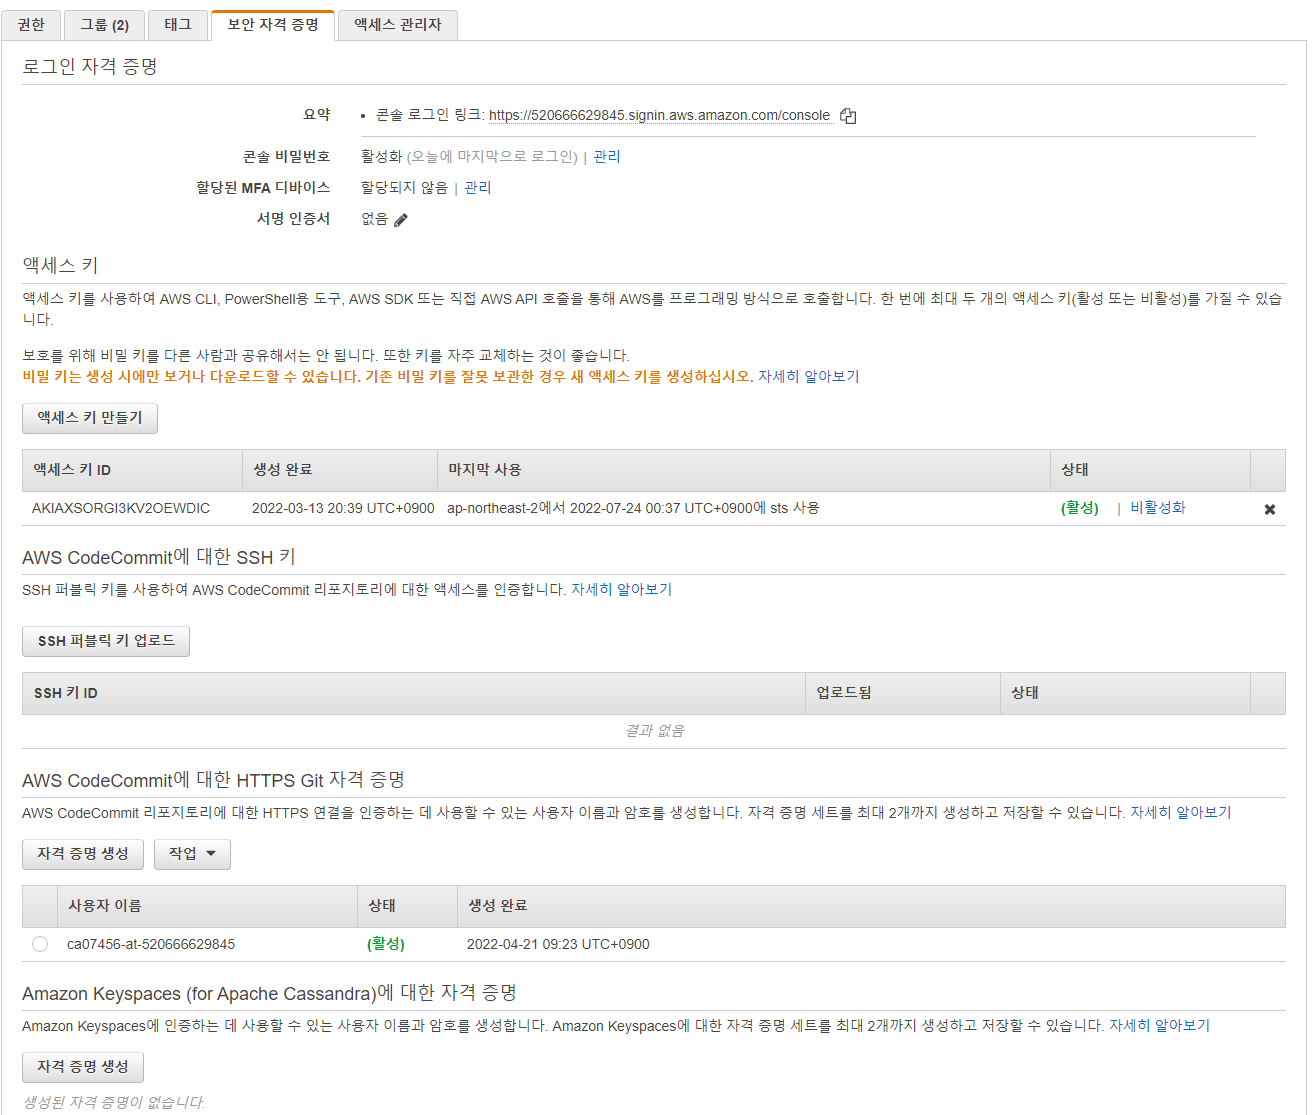 권한 그룹 (2) 태그 보안 자격 증명 액세스 관리자
로그인 자격 증명
요약 • 콘솔 로그인 링크: https://520666629845.signin.aws.amazon.com/console
콘솔 비밀번호 활성화 (오늘에 마지막으로 로그인) | 관리
할당된 MFA 디바이스 할당되지 않음 | 관리
서명 인증서 없음
액세스 키
액세스 키를 사용하여 AWS CLI, PowerShell용 도구, AWS SDK 또는 직접 AWS API 호출을 통해 AWS를 프로그래밍 방식으로 호출합니다. 한 번에 최대 두 개의 액세스 키(활성 또는 비활성)를 가질 수 있습
니다.
보호를 위해 비밀 키를 다른 사람과 공유해서는 안 됩니다. 또한 키를 자주 교체하는 것이 좋습니다.
비밀 키는 생성 시에만 보거나 다운로드할 수 있습니다. 기존 비밀 키를 잘못 보관한 경우 새 액세스 키를 생성하십시오. 자세히 알아보기
액세스 키 만들기
액세스 키 ID 생성 완료 마지막 사용 상태
AKIAXSORGI3KV2OEWDIC 2022-03-13 20:39 UTC+0900 ap-northeast-2에서 2022-07-24 00:37 UTC+0900에 sts 사용 (활성) | 비활성화
AWS CodeCommit에 대한 SSH 키
SSH 퍼블릭 키를 사용하여 AWS CodeCommit 리포지토리에 대한 액세스를 인증합니다. 자세히 알아보기
SSH 퍼블릭 키 업로드
SSH 키 ID 업로드됨 상태
결과 없음
AWS CodeCommit에 대한 HTTPS Git 자격 증명
AWS CodeCommit 리포지토리에 대한 HTTPS 연결을 인증하는 데 사용할 수 있는 사용자 이름과 암호를 생성합니다. 자격 증명 세트를 최대 2개까지 생성하고 저장할 수 있습니다. 자세히 알아보기
자격 증명 생성 작업
사용자 이름 상태 생성 완료
ca07456-at-520666629845 (활성) 2022-04-21 09:23 UTC+0900
Amazon Keyspaces (for Apache Cassandra)에 대한 자격 증명
Amazon Keyspaces에 인증하는 데 사용할 수 있는 사용자 이름과 암호를 생성합니다. Amazon Keyspaces에 대한 자격 증명 세트를 최대 2개까지 생성하고 저장할 수 있습니다. 자세히 알아보기
자격 증명 생성
생성된 자격 증명이 없습니다.